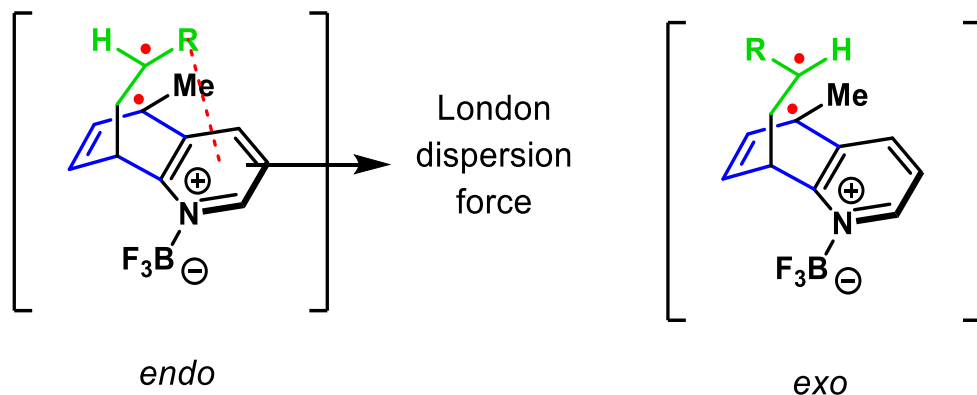 H R
Me
N ⊕
F₃B ⊖
endo
London
dispersion
force
R H
Me
N ⊕
F₃B ⊖
exo